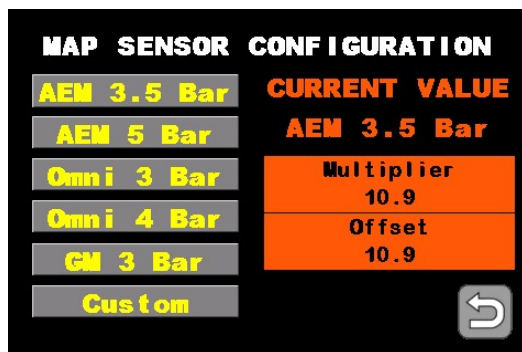 MAP SENSOR CONFIGURATION
AEM 3.5 Bar
AEM 5 Bar
Omni 3 Bar
Omni 4 Bar
GM 3 Bar
Custom
CURRENT VALUE
AEM 3.5 Bar
Multiplier
10.9
Offset
10.9